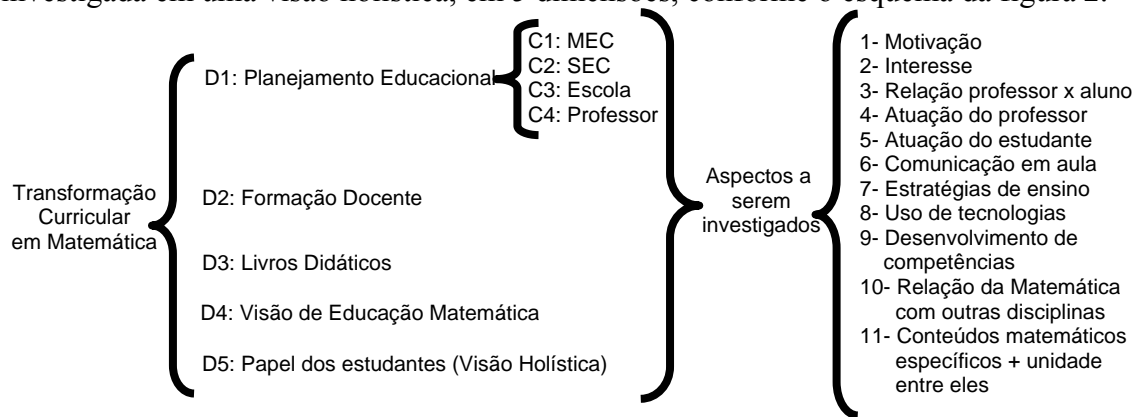 investigada em uma visão holística, em 5 dimensões, conforme o esquema da figura 2:
Transformação
Curricular
em Matemática
D1: Planejamento Educacional
C1: MEC
C2: SEC
C3: Escola
C4: Professor
D2: Formação Docente
D3: Livros Didáticos
D4: Visão de Educação Matemática
D5: Papel dos estudantes (Visão Holística)
Aspectos a
serem
investigados
1- Motivação
2- Interesse
3- Relação professor x aluno
4- Atuação do professor
5- Atuação do estudante
6- Comunicação em aula
7- Estratégias de ensino
8- Uso de tecnologias
9- Desenvolvimento de
competências
10- Relação da Matemática
com outras disciplinas
11- Conteúdos matemáticos
específicos + unidade
entre eles